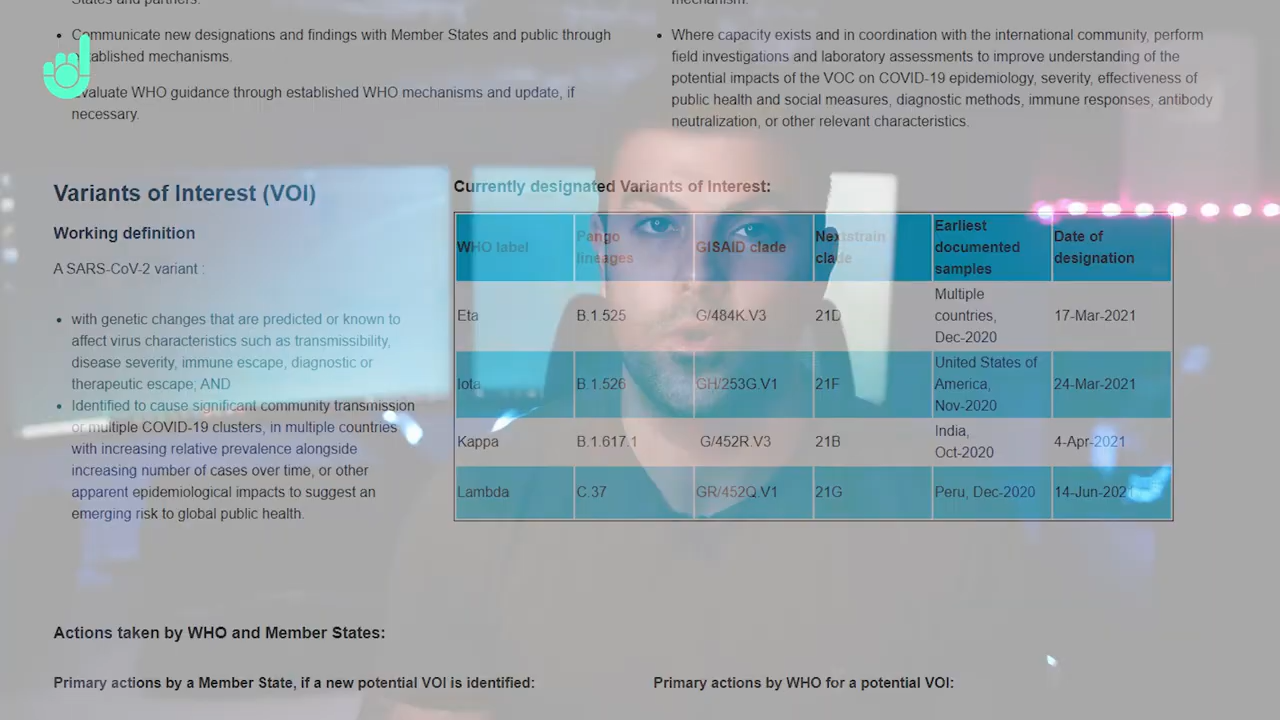 States and partners.
mechanism.
Communicate new designations and findings with Member States and public through
established mechanisms.
Evaluate WHO guidance through established WHO mechanisms and update, if
necessary.
Where capacity exists and in coordination with the international community, perform
field investigations and laboratory assessments to improve understanding of the
potential impacts of the VOC on COVID-19 epidemiology, severity, effectiveness of
public health and social measures, diagnostic methods, immune responses, antibody
neutralization, or other relevant characteristics.
Variants of Interest (VOI)
Working definition
A SARS-CoV-2 variant :
with genetic changes that are predicted or known to
affect virus characteristics such as transmissibility,
disease severity, immune escape, diagnostic or
therapeutic escape; AND
Identified to cause significant community transmission
or multiple COVID-19 clusters, in multiple countries
with increasing relative prevalence alongside
increasing number of cases over time, or other
apparent epidemiological impacts to suggest an
emerging risk to global public health.
Currently designated Variants of Interest:
WHO label
Pango
lineages
GISAID clade
Nextstrain
clade
Earliest
documented
samples
Date of
designation
Eta
B.1.525
G/484K.V3
21D
Multiple
countries,
Dec-2020
17-Mar-2021
Iota
B.1.526
GH/253G.V1
21F
United States of
America,
Nov-2020
24-Mar-2021
Kappa
B.1.617.1
G/452R.V3
21B
India,
Oct-2020
4-Apr-2021
Lambda
C.37
GR/452Q.V1
21G
Peru, Dec-2020
14-Jun-2021
Actions taken by WHO and Member States:
Primary actions by a Member State, if a new potential VOI is identified:
Primary actions by WHO for a potential VOI: